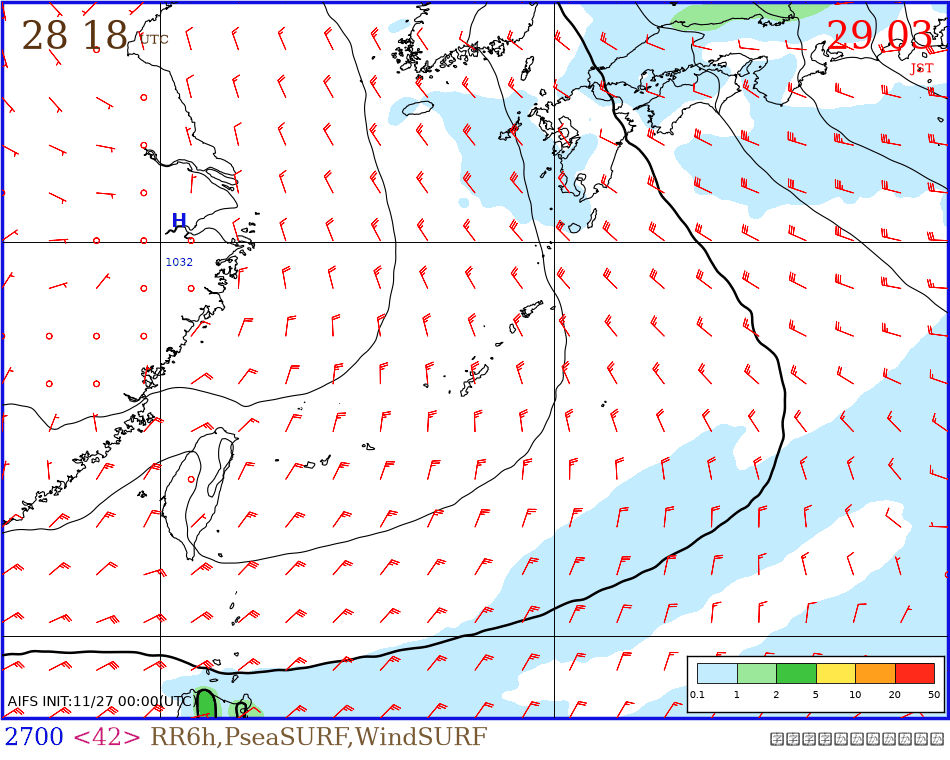 28 18 UTC
29 03
JST
H
1032
AIFS INIT:11/27 00:00(UTC)
0.1 1 2 5 10 20 50
2700 <42> RR6h,PseaSURF,WindSURF